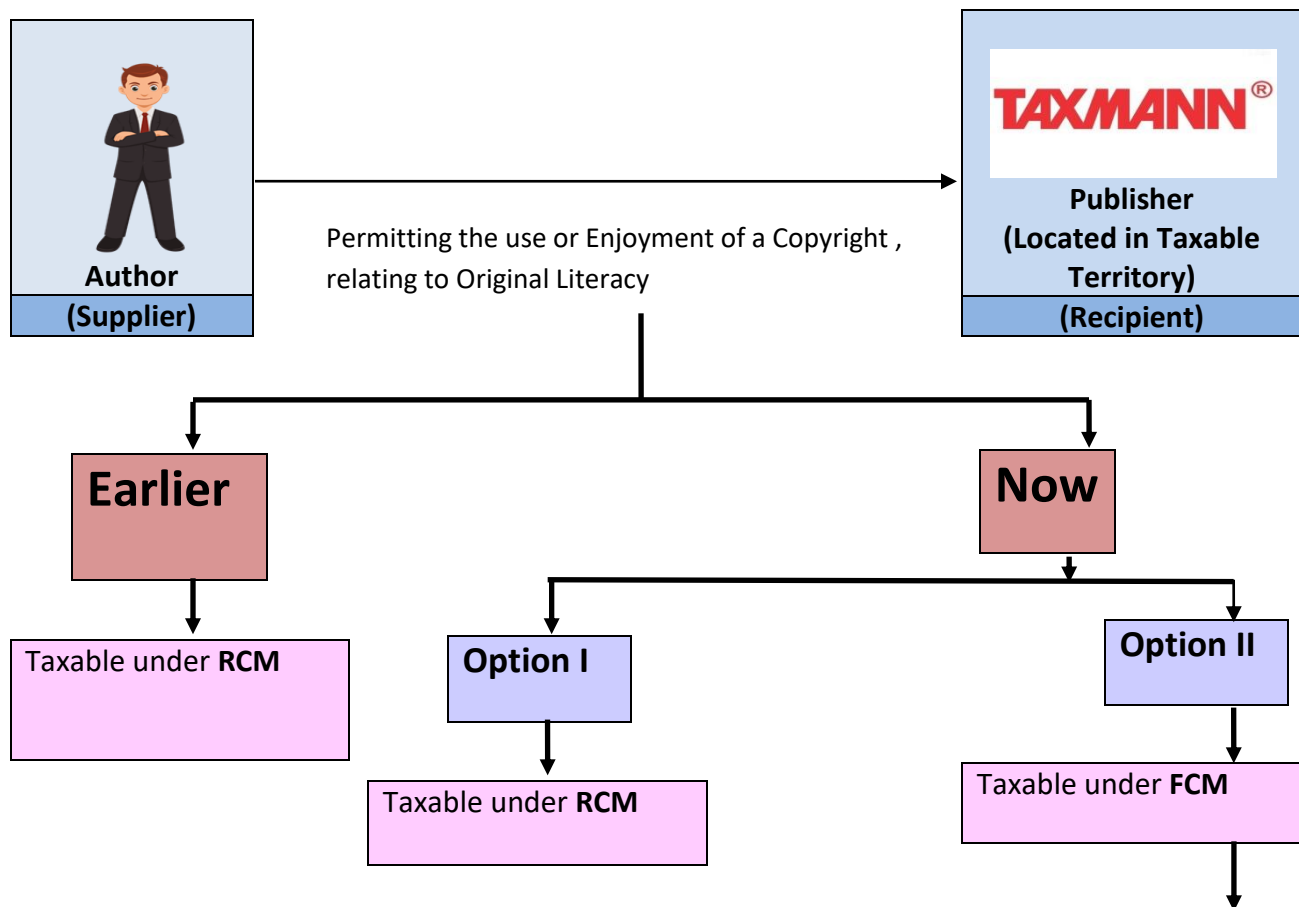 TAXMANN®
Author
(Supplier)
Permitting the use or Enjoyment of a Copyright ,
relating to Original Literacy
Publisher
(Located in Taxable
Territory)
(Recipient)
Earlier
Now
Taxable under RCM
Option I
Option II
Taxable under RCM
Taxable under FCM